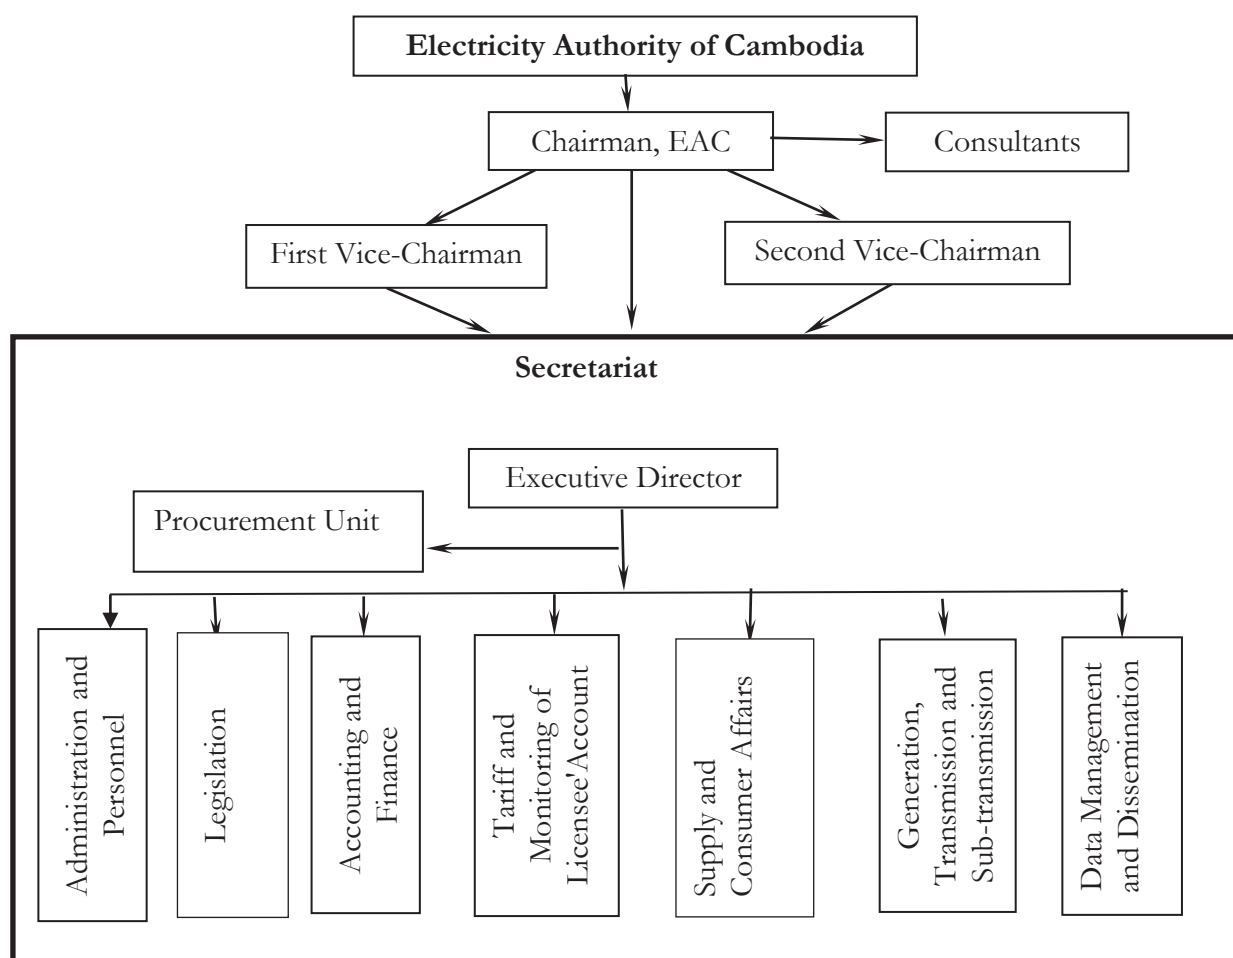 Electricity Authority of Cambodia
Chairman, EAC
Consultants
First Vice-Chairman
Second Vice-Chairman
Secretariat
Executive Director
Procurement Unit
Administration and
Personnel
Legislation
Accounting and
Finance
Tariff and
Monitoring of
Licensee'Account
Supply and
Consumer Affairs
Generation,
Transmission and
Sub-transmission
Data Management
and Dissemination